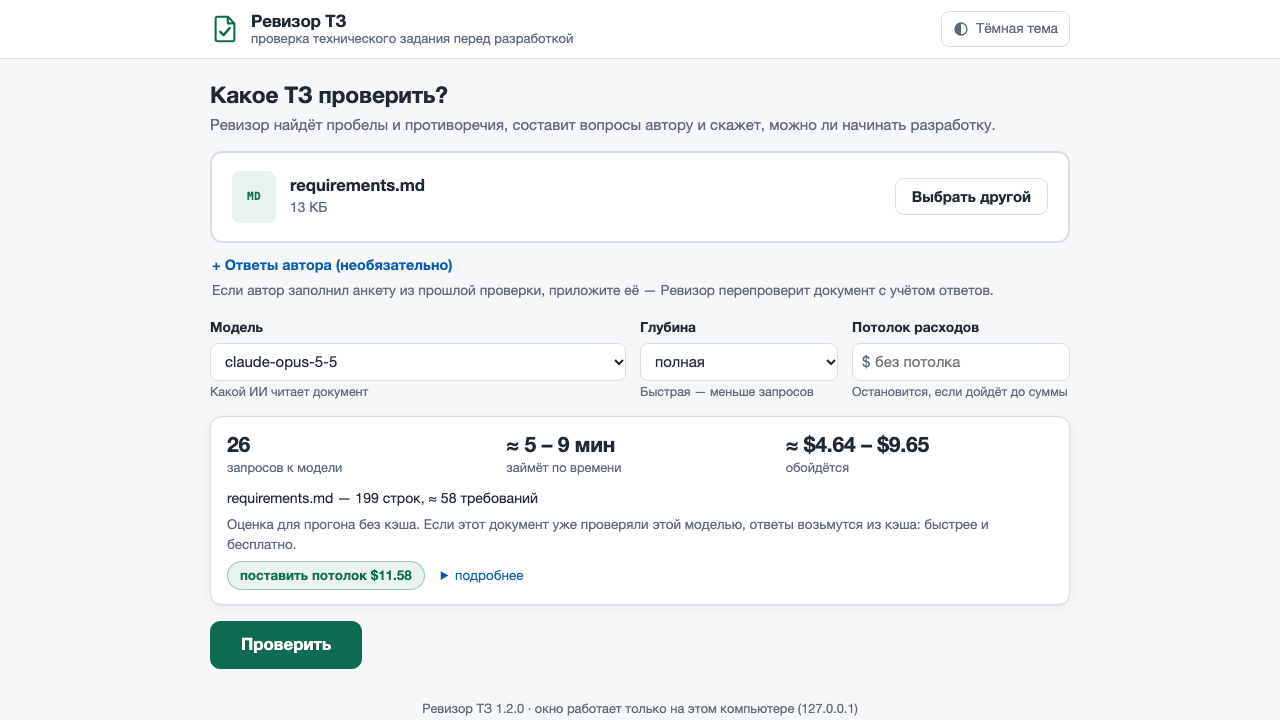 Ревизор ТЗ
проверка технического задания перед разработкой
Тёмная тема
Какое ТЗ проверить?
Ревизор найдёт пробелы и противоречия, составит вопросы автору и скажет, можно ли начинать разработку.
MD
requirements.md
13 КБ
Выбрать другой
+ Ответы автора (необязательно)
Если автор заполнил анкету из прошлой проверки, приложите её — Ревизор перепроверит документ с учётом ответов.
Модель
Глубина
Потолок расходов
claude-opus-5-5
полная
$ без потолка
Какой ИИ читает документ
Быстрая — меньше запросов
Остановится, если дойдёт до суммы
26
≈ 5 – 9 мин
≈ $4.64 – $9.65
запросов к модели
займёт по времени
обойдётся
requirements.md — 199 строк, ≈ 58 требований
Оценка для прогона без кэша. Если этот документ уже проверяли этой моделью, ответы возьмутся из кэша: быстрее и
бесплатно.
поставить потолок $11.58
▶ подробнее
Проверить
Ревизор ТЗ 1.2.0 · окно работает только на этом компьютере (127.0.0.1)